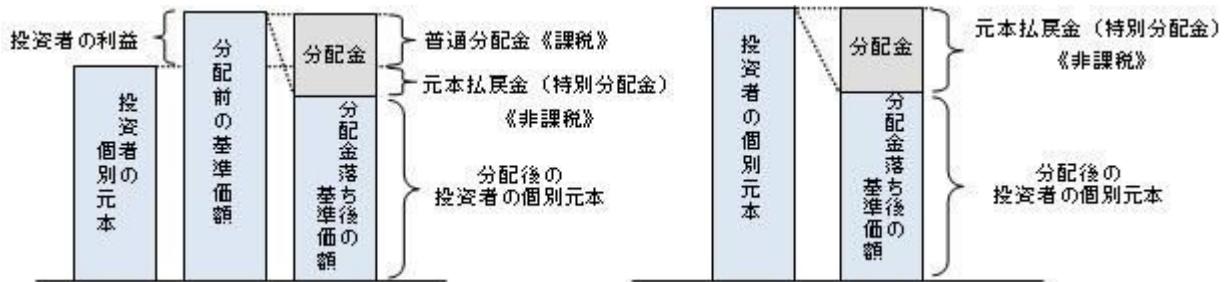 投資者の利益
投資者の
個別元本
分配前の基準価額
分配金
分配金落ち後の
基準価額
普通分配金《課税》
元本払戻金（特別分配金）
《非課税》
分配後の
投資者の個別元本
投資者の個別元本
分配金
分配金落ち後の
基準価額
元本払戻金（特別分配金）
《非課税》
分配後の
投資者の個別元本